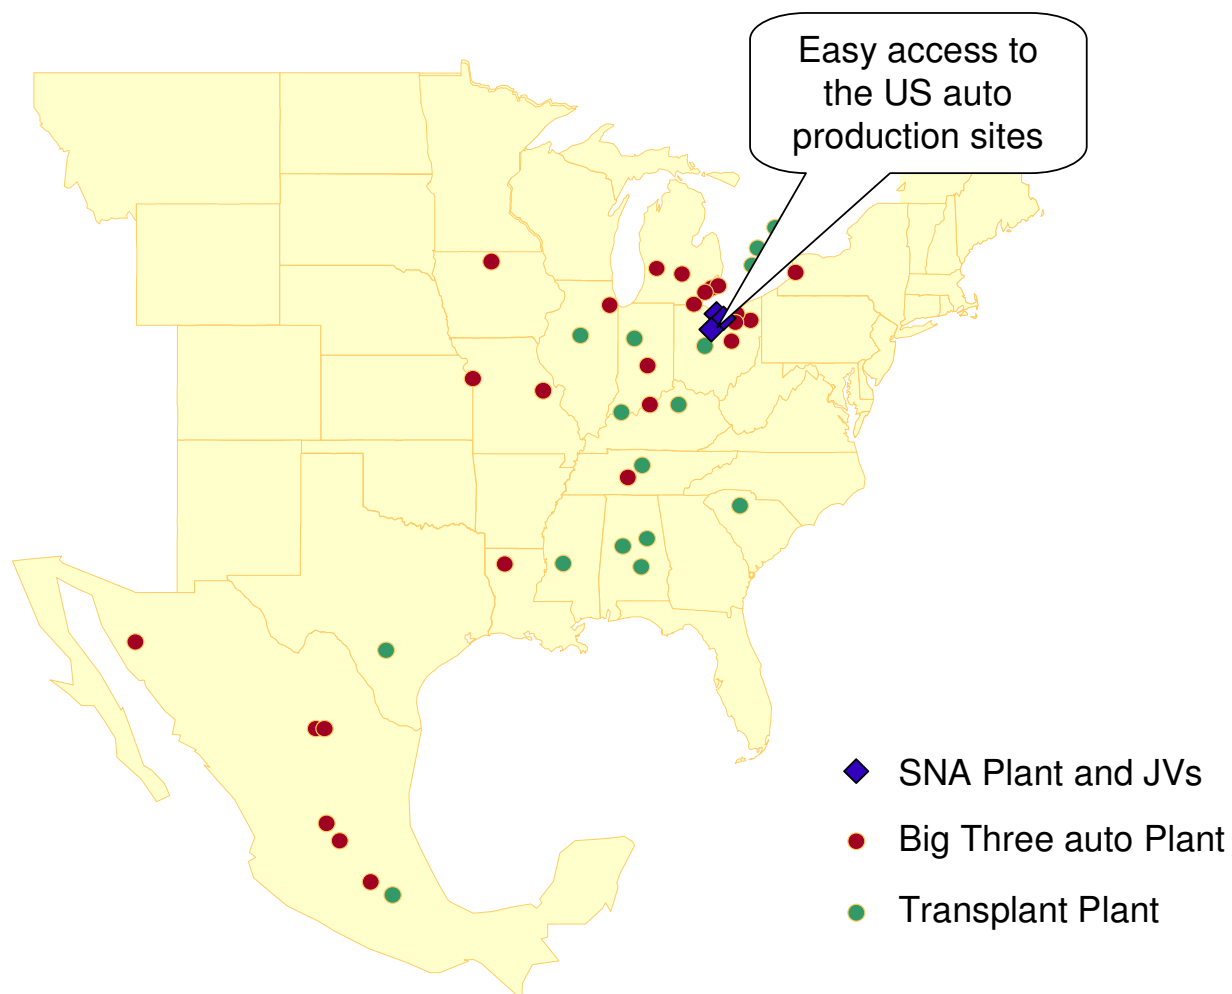 Easy access to
the US auto
production sites
SNA Plant and JVs
Big Three auto Plant
Transplant Plant